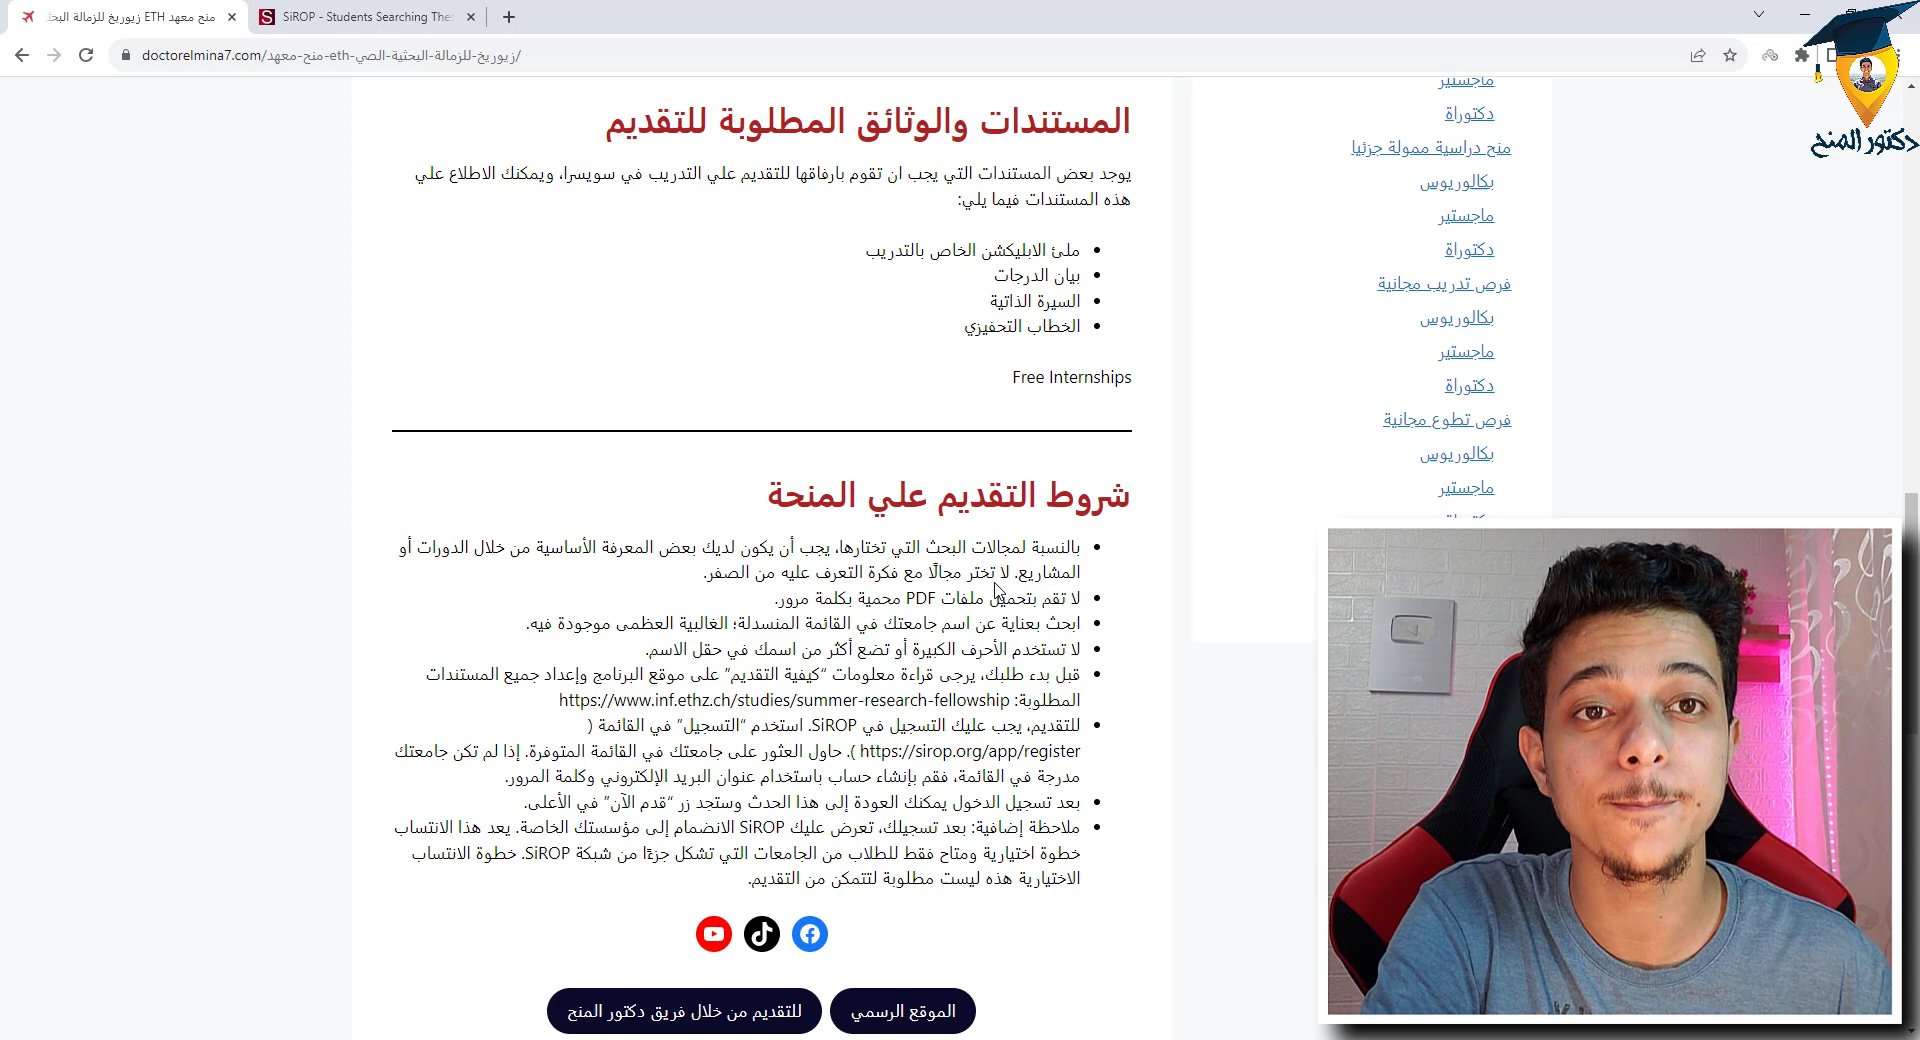 منح معهد ETH زيوريخ للزمالة البحثي
SiROP - Students Searching Thes
doctorelmina7.com/منح-معهد-eth-زيوريخ-للزمالة-البحثية-الصي/
دكتور المنح
المستندات والوثائق المطلوبة للتقديم
يوجد بعض المستندات التي يجب ان تقوم بارفاقها للتقديم علي التدريب في سويسرا، ويمكنك الاطلاع علي
هذه المستندات فيما يلي:
ملئ الابليكشن الخاص بالتدريب
بيان الدرجات
السيرة الذاتية
الخطاب التحفيزي
Free Internships
شروط التقديم علي المنحة
بالنسبة لمجالات البحث التي تختارها، يجب أن يكون لديك بعض المعرفة الأساسية من خلال الدورات أو
المشاريع. لا تختر مجالًا مع فكرة التعرف عليه من الصفر.
لا تقم بتحميل ملفات PDF محمية بكلمة مرور.
ابحث بعناية عن اسم جامعتك في القائمة المنسدلة؛ الغالبية العظمى موجودة فيه.
لا تستخدم الأحرف الكبيرة أو تضع أكثر من اسمك في حقل الاسم.
قبل بدء طلبك، يرجى قراءة معلومات “كيفية التقديم” على موقع البرنامج وإعداد جميع المستندات
المطلوبة: https://www.inf.ethz.ch/studies/summer-research-fellowship
للتقديم، يجب عليك التسجيل في SiROP. استخدم “التسجيل” في القائمة (
https://sirop.org/app/register ). حاول العثور على جامعتك في القائمة المتوفرة. إذا لم تكن جامعتك
مدرجة في القائمة، فقم بإنشاء حساب باستخدام عنوان البريد الإلكتروني وكلمة المرور.
بعد تسجيل الدخول يمكنك العودة إلى هذا الحدث وستجد زر “قدم الآن” في الأعلى.
ملاحظة إضافية: بعد تسجيلك، تعرض عليك SiROP الانضمام إلى مؤسستك الخاصة. يعد هذا الانتساب
خطوة اختيارية ومتاح فقط للطلاب من الجامعات التي تشكل جزءًا من شبكة SiROP. خطوة الانتساب
الاختيارية هذه ليست مطلوبة لتتمكن من التقديم.
الموقع الرسمي
للتقديم من خلال فريق دكتور المنح
ماجستير
دكتوراة
منح دراسية ممولة جزئيا
بكالوريوس
ماجستير
دكتوراة
فرص تدريب مجانية
بكالوريوس
ماجستير
دكتوراة
فرص تطوع مجانية
بكالوريوس
ماجستير